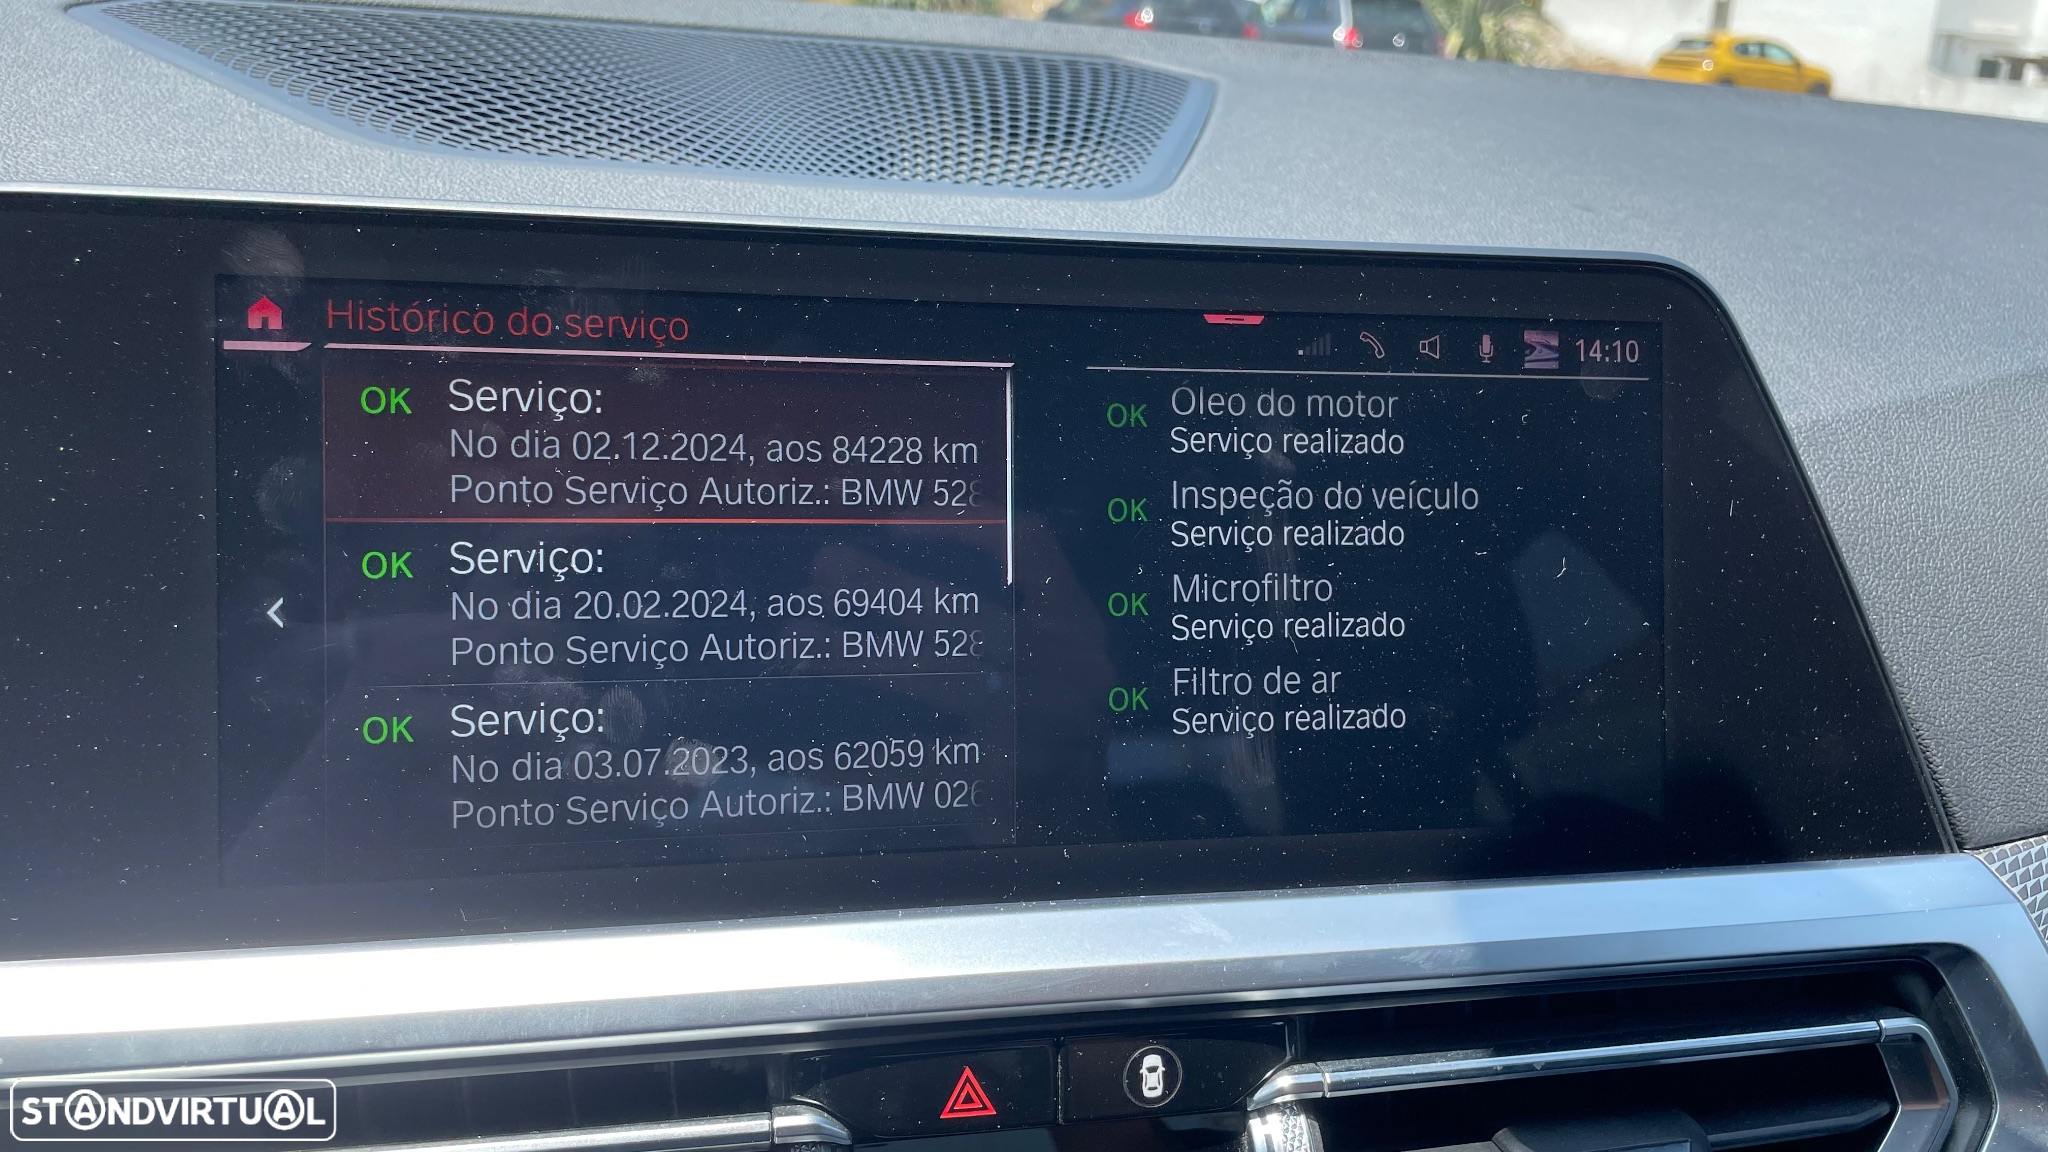 Histórico do serviço
14:10
OK Serviço:
No dia 02.12.2024, aos 84228 km
Ponto Serviço Autoriz.: BMW 528
OK Serviço:
No dia 20.02.2024, aos 69404 km
Ponto Serviço Autoriz.: BMW 528
OK Serviço:
No dia 03.07.2023, aos 62059 km
Ponto Serviço Autoriz.: BMW 026
OK Óleo do motor
Serviço realizado
OK Inspeção do veículo
Serviço realizado
OK Microfiltro
Serviço realizado
OK Filtro de ar
Serviço realizado
STANDVIRTUAL